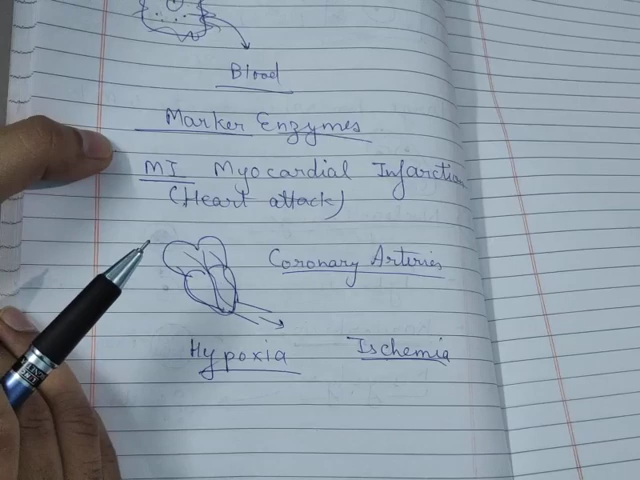 Blood
Marker Enzymes
MI Myocardial Infarction
(Heart attack)
Coronary Arteries
Hypoxia Ischemia